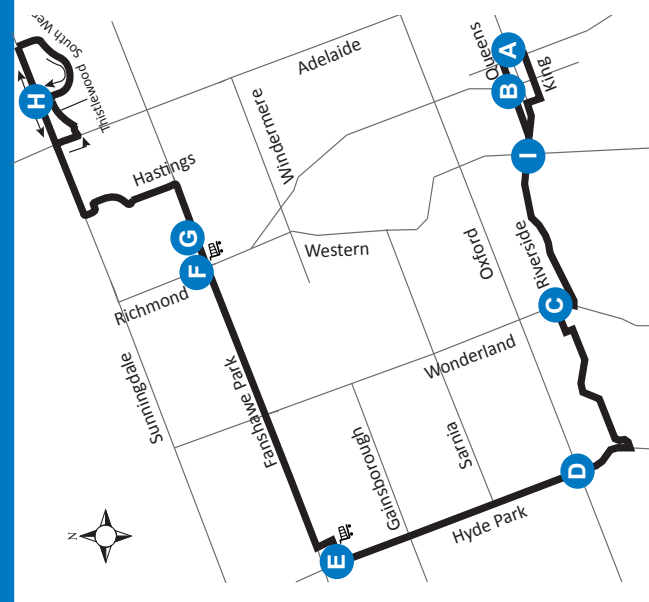 South Wen
Thistlewood
H
Adelaide
Queens
A
B
King
Windermere
Hastings
I
G
F
Western
Richmond
Oxford
Riverside
C
Sunningdale
Fanshawe Park
Wonderland
Gainsborough
Sarnia
D
Hyde Park
E
N